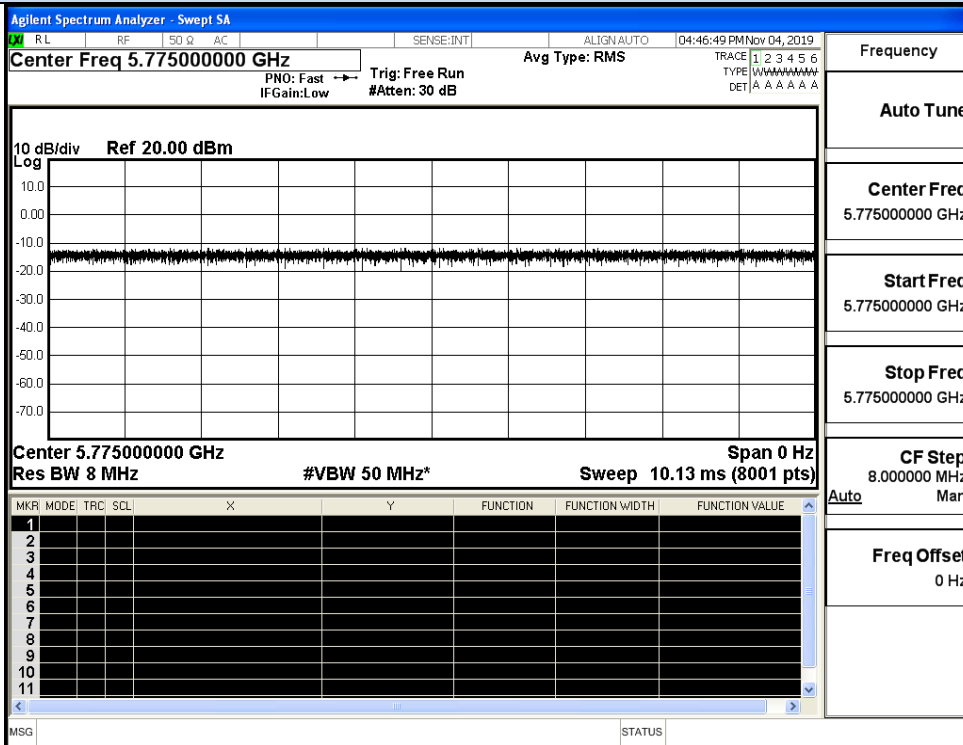 Agilent Spectrum Analyzer - Swept SA
LXI RL RF 50 Ω AC SENSE:INT ALIGN AUTO 04:46:49 PM Nov 04, 2019
Center Freq 5.775000000 GHz Avg Type: RMS TRACE 1 2 3 4 5 6
PNO: Fast Trig: Free Run TYPE WWWWWW
IFGain:Low #Atten: 30 dB DET A A A A A A
10 dB/div Ref 20.00 dBm
Log
10.0
0.00
-10.0
-20.0
-30.0
-40.0
-50.0
-60.0
-70.0
Center 5.775000000 GHz Span 0 Hz
Res BW 8 MHz #VBW 50 MHz* Sweep 10.13 ms (8001 pts)
MKR MODE TRC SCL X Y FUNCTION FUNCTION WIDTH FUNCTION VALUE
1
2
3
4
5
6
7
8
9
10
11
MSG STATUS
Frequency
Auto Tune
Center Freq
5.775000000 GHz
Start Freq
5.775000000 GHz
Stop Freq
5.775000000 GHz
CF Step
8.000000 MHz
Auto Man
Freq Offset
0 Hz